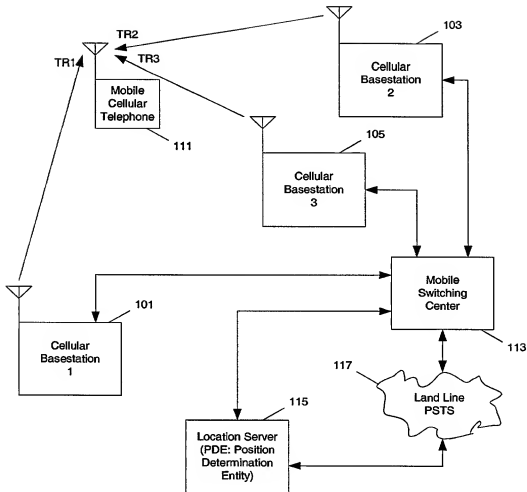 103
TR2
TR1
TR3
Cellular
Basestation
2
Mobile
Cellular
Telephone
111
105
Cellular
Basestation
3
101
Mobile
Switching
Center
113
Cellular
Basestation
1
117
Land Line
PSTS
115
Location Server
(PDE: Position
Determination
Entity)